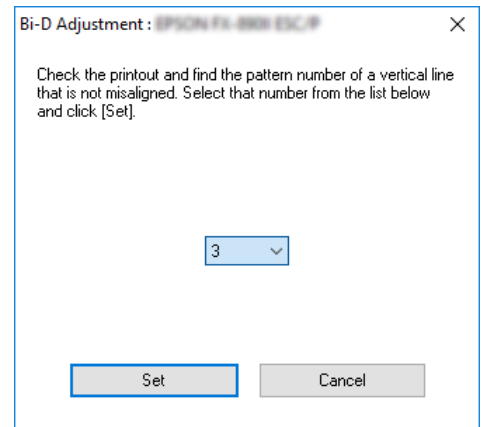 Bi-D Adjustment :
Check the printout and find the pattern number of a vertical line
that is not misaligned. Select that number from the list below
and click [Set].
3
Set Cancel